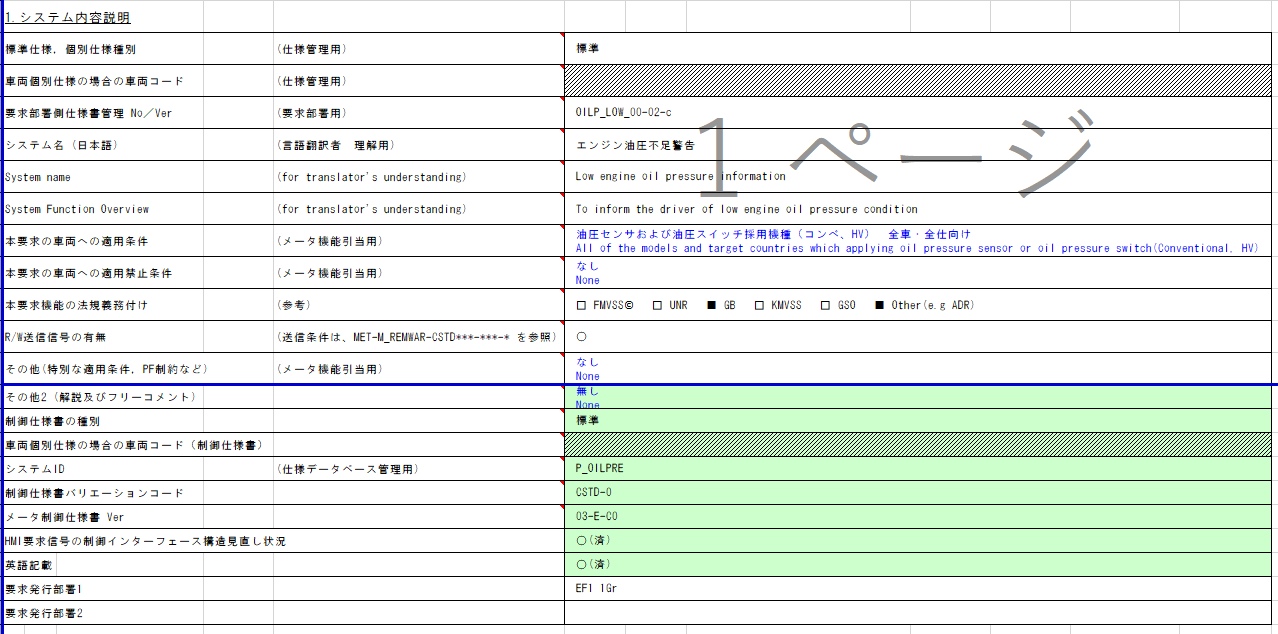 1. システム内容説明
標準仕様, 個別仕様種別 (仕様管理用) 標準
車両個別仕様の場合の車両コード (仕様管理用)
要求部署側仕様書管理 No／Ver (要求部署用) OILP_LOW_00-02-c
システム名（日本語） (言語翻訳者　理解用) エンジン油圧不足警告
System name (for translator's understanding) Low engine oil pressure information
System Function Overview (for translator's understanding) To inform the driver of low engine oil pressure condition
本要求の車両への適用条件 (メータ機能引当用) 油圧センサおよび油圧スイッチ採用機種（コンベ、HV）　全車・全仕向け
All of the models and target countries which applying oil pressure sensor or oil pressure switch(Conventional, HV)
本要求の車両への適用禁止条件 (メータ機能引当用) なし
None
本要求機能の法規義務付け (参考) □ FMVSS© □ UNR ■ GB □ KMVSS □ GSO ■ Other(e.g ADR)
R/W送信信号の有無 (送信条件は、MET-M_REMWAR-CSTD***-***-* を参照) ○
その他(特別な適用条件, PF制約など) (メータ機能引当用) なし
None
その他2（解説及びフリーコメント） 無し
None
制御仕様書の種別 標準
車両個別仕様の場合の車両コード（制御仕様書）
システムID (仕様データベース管理用) P_OILPRE
制御仕様書バリエーションコード CSTD-0
メータ制御仕様書 Ver 03-E-C0
HMI要求信号の制御インターフェース構造見直し状況 ○(済)
英語記載 ○(済)
要求発行部署1 EF1 1Gr
要求発行部署2
1 ページ